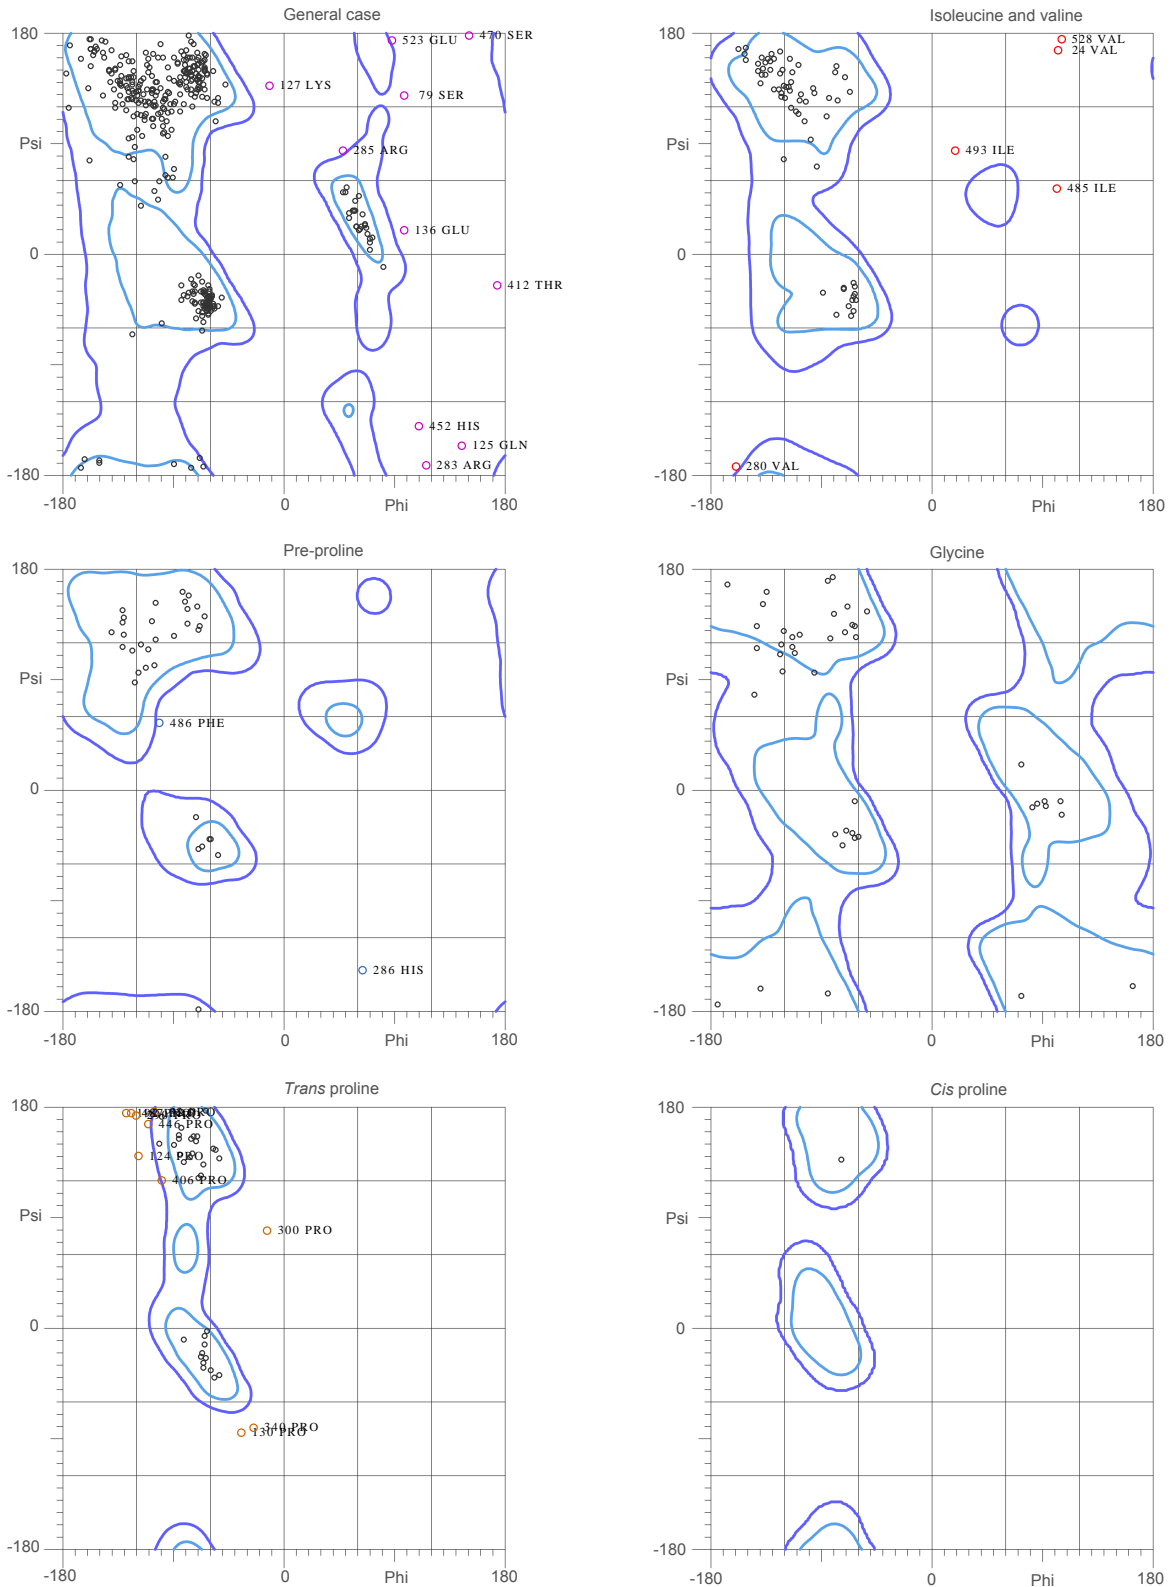 General case
180
Psi
0
-180
-180
0
Phi
180
523 GLU
470 SER
127 LYS
79 SER
285 ARG
136 GLU
412 THR
452 HIS
125 GLN
283 ARG
Isoleucine and valine
180
Psi
0
-180
-180
0
Phi
180
528 VAL
24 VAL
493 ILE
485 ILE
280 VAL
Pre-proline
180
Psi
0
-180
-180
0
Phi
180
486 PHE
286 HIS
Glycine
180
Psi
0
-180
-180
0
Phi
180
Trans proline
180
Psi
0
-180
-180
0
Phi
180
PRO
PRO
446 PRO
124 PRO
406 PRO
300 PRO
340 PRO
130 PRO
Cis proline
180
Psi
0
-180
-180
0
Phi
180